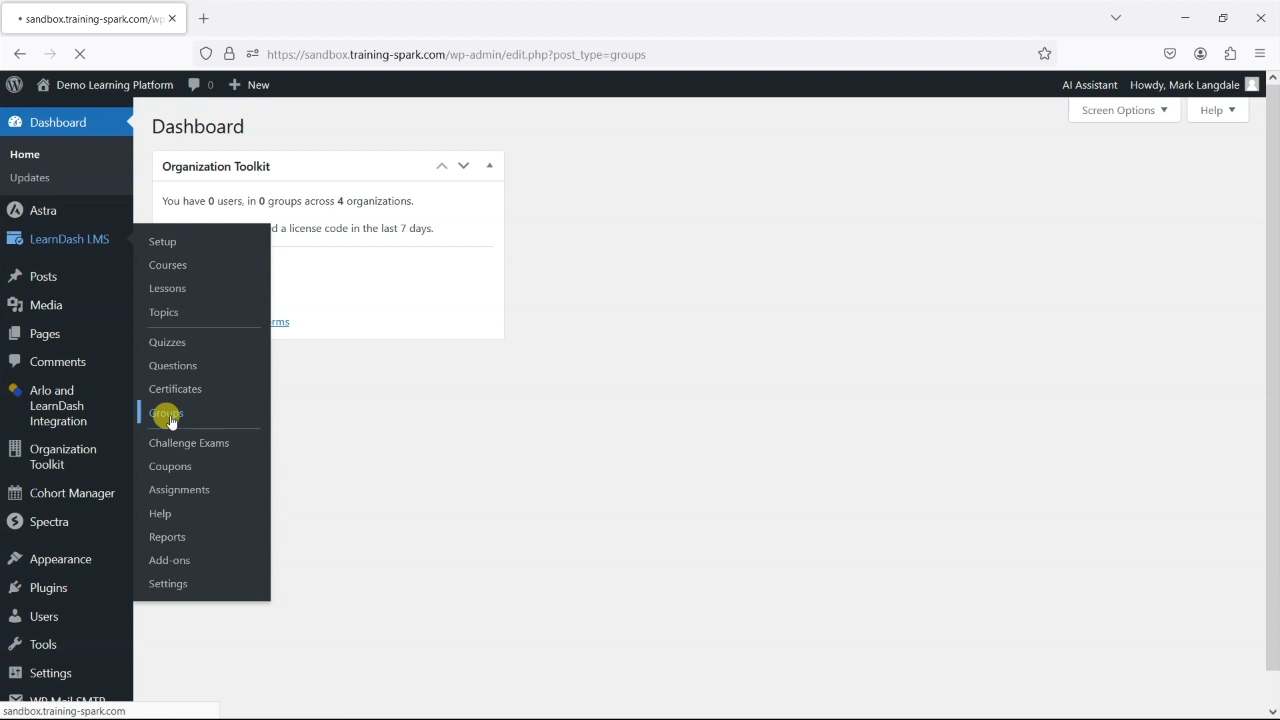 sandbox.training-spark.com/wp
https://sandbox.training-spark.com/wp-admin/edit.php?post_type=groups
Demo Learning Platform 0 New AI Assistant Howdy, Mark Langdale
Screen Options Help
Dashboard
Home
Updates
Astra
LearnDash LMS
Posts
Media
Pages
Comments
Arlo and
LearnDash
Integration
Organization
Toolkit
Cohort Manager
Spectra
Appearance
Plugins
Users
Tools
Settings
WP Mail SMTP
Setup
Courses
Lessons
Topics
Quizzes
Questions
Certificates
Groups
Challenge Exams
Coupons
Assignments
Help
Reports
Add-ons
Settings
Dashboard
Organization Toolkit
You have 0 users, in 0 groups across 4 organizations.
d a license code in the last 7 days.
rms
sandbox.training-spark.com